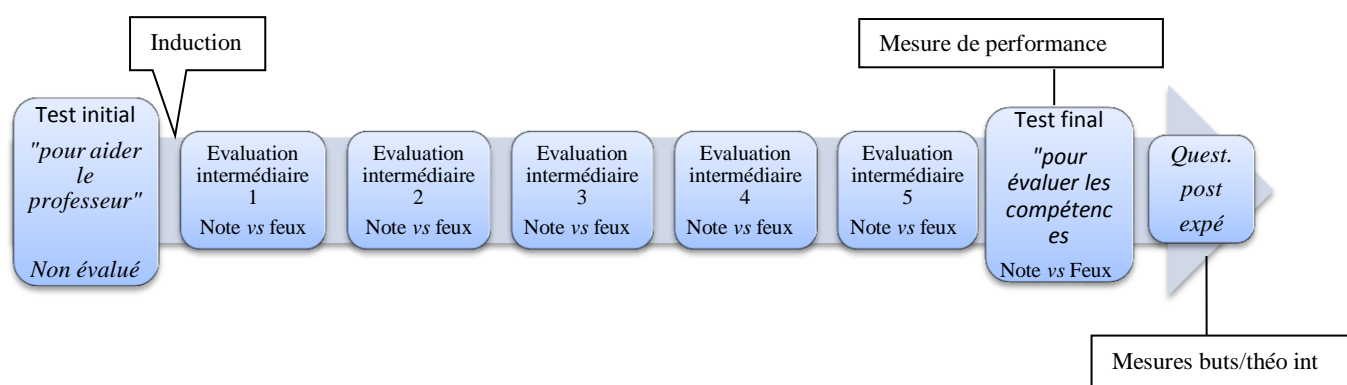 Induction
Mesure de performance
Test initial
"pour aider
le
professeur"
Non évalué
Evaluation
intermédiaire
1
Note vs feux
Evaluation
intermédiaire
2
Note vs feux
Evaluation
intermédiaire
3
Note vs feux
Evaluation
intermédiaire
4
Note vs feux
Evaluation
intermédiaire
5
Note vs feux
Test final
"pour
évaluer les
compétenc
es
Note vs Feux
Quest.
post
expé
Mesures buts/théo int